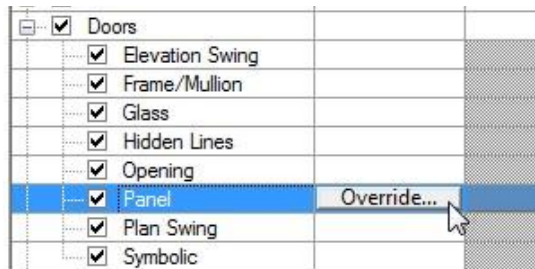 Doors
Elevation Swing
Frame/Mullion
Glass
Hidden Lines
Opening
Panel Override...
Plan Swing
Symbolic